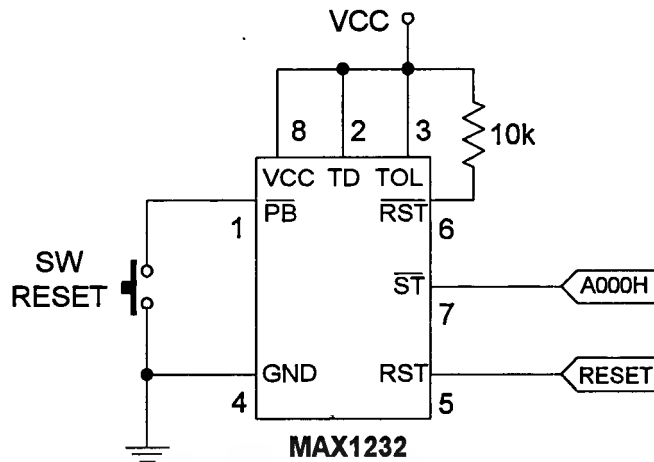 VCC
8 2 3 10k
VCC TD TOL
PB RST
1 6
SW
RESET
ST A000H
7
GND RST RESET
4 5
MAX1232